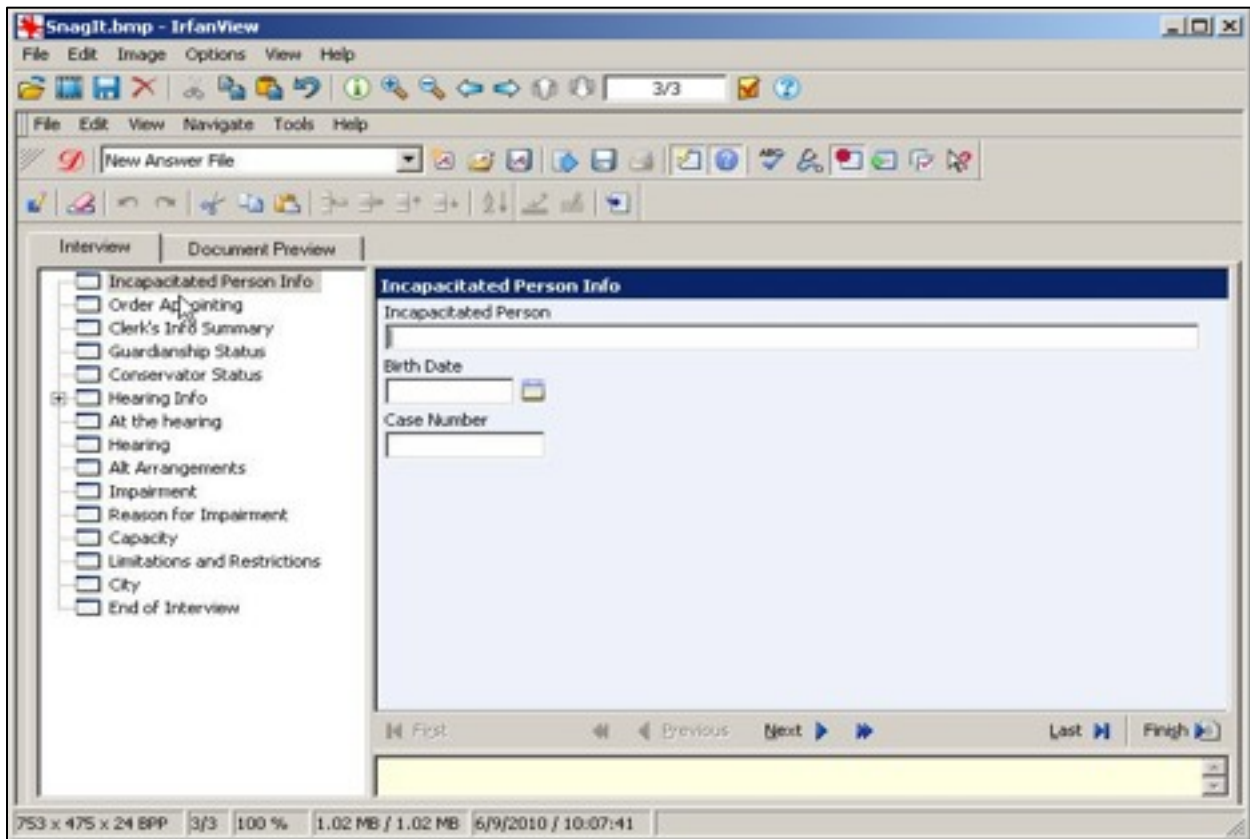 SnagIt.bmp - IrfanView
File Edit Image Options View Help
3/3
File Edit View Navigate Tools Help
New Answer File
ABC
Interview Document Preview
Incapacitated Person Info
Order Appointing
Clerk's Info Summary
Guardianship Status
Conservator Status
Hearing Info
At the hearing
Hearing
Alt Arrangements
Impairment
Reason for Impairment
Capacity
Limitations and Restrictions
City
End of Interview
Incapacitated Person Info
Incapacitated Person
Birth Date
Case Number
First Previous Next Last Finish
753 x 475 x 24 BPP 3/3 100 % 1.02 MB / 1.02 MB 6/9/2010 / 10:07:41